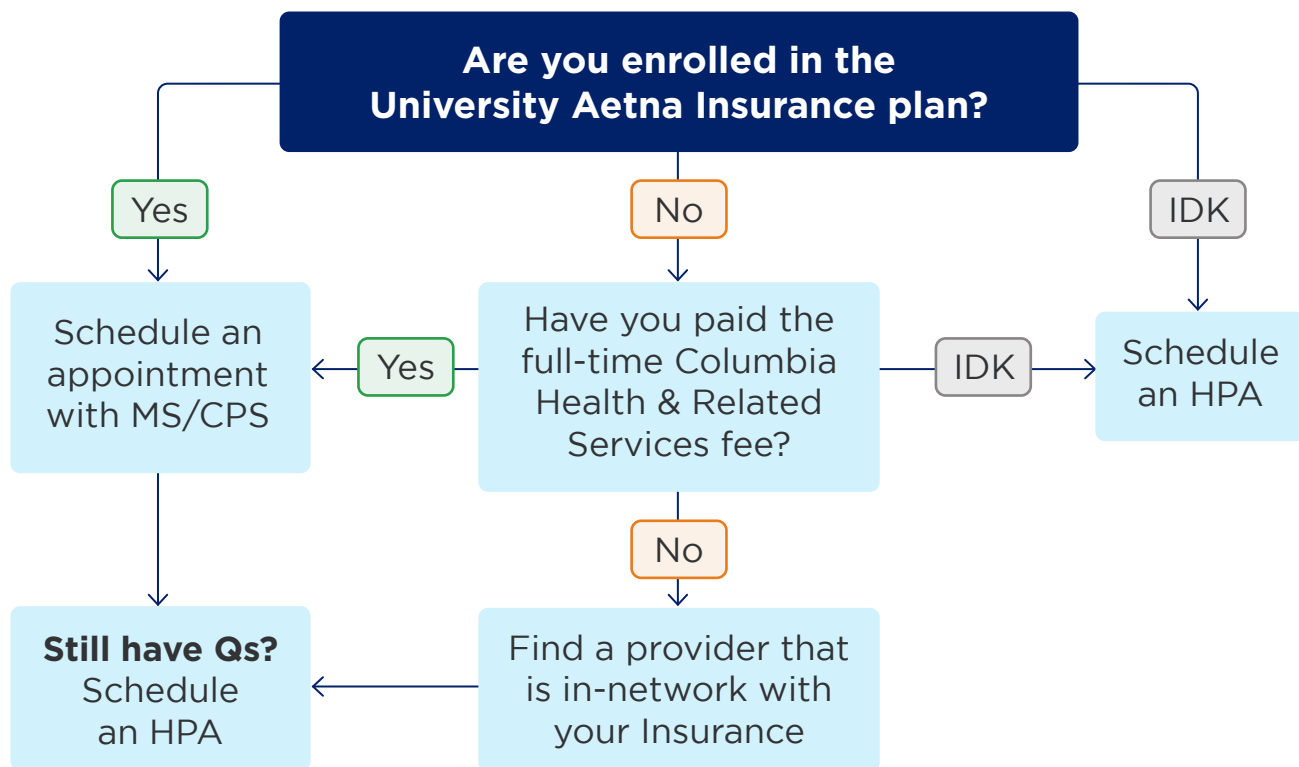 Are you enrolled in the
University Aetna Insurance plan?
Yes
No
IDK
Schedule an
appointment
with MS/CPS
Yes
Have you paid the
full-time Columbia
Health & Related
Services fee?
IDK
Schedule
an HPA
No
Still have Qs?
Schedule
an HPA
Find a provider that
is in-network with
your Insurance